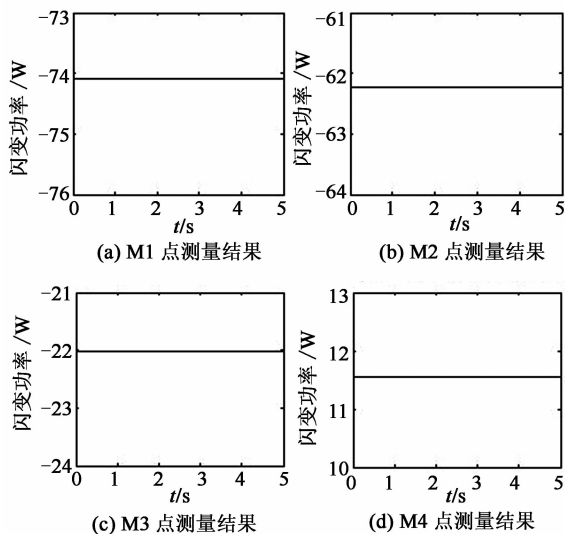 −73
−74
−75
−76
闪变功率 /W
0 1 2 3 4 5
t/s
(a) M1 点测量结果
−61
−62
−63
−64
闪变功率 /W
0 1 2 3 4 5
t/s
(b) M2 点测量结果
−21
−22
−23
−24
闪变功率 /W
0 1 2 3 4 5
t/s
(c) M3 点测量结果
13
12
11
10
闪变功率 /W
0 1 2 3 4 5
t/s
(d) M4 点测量结果